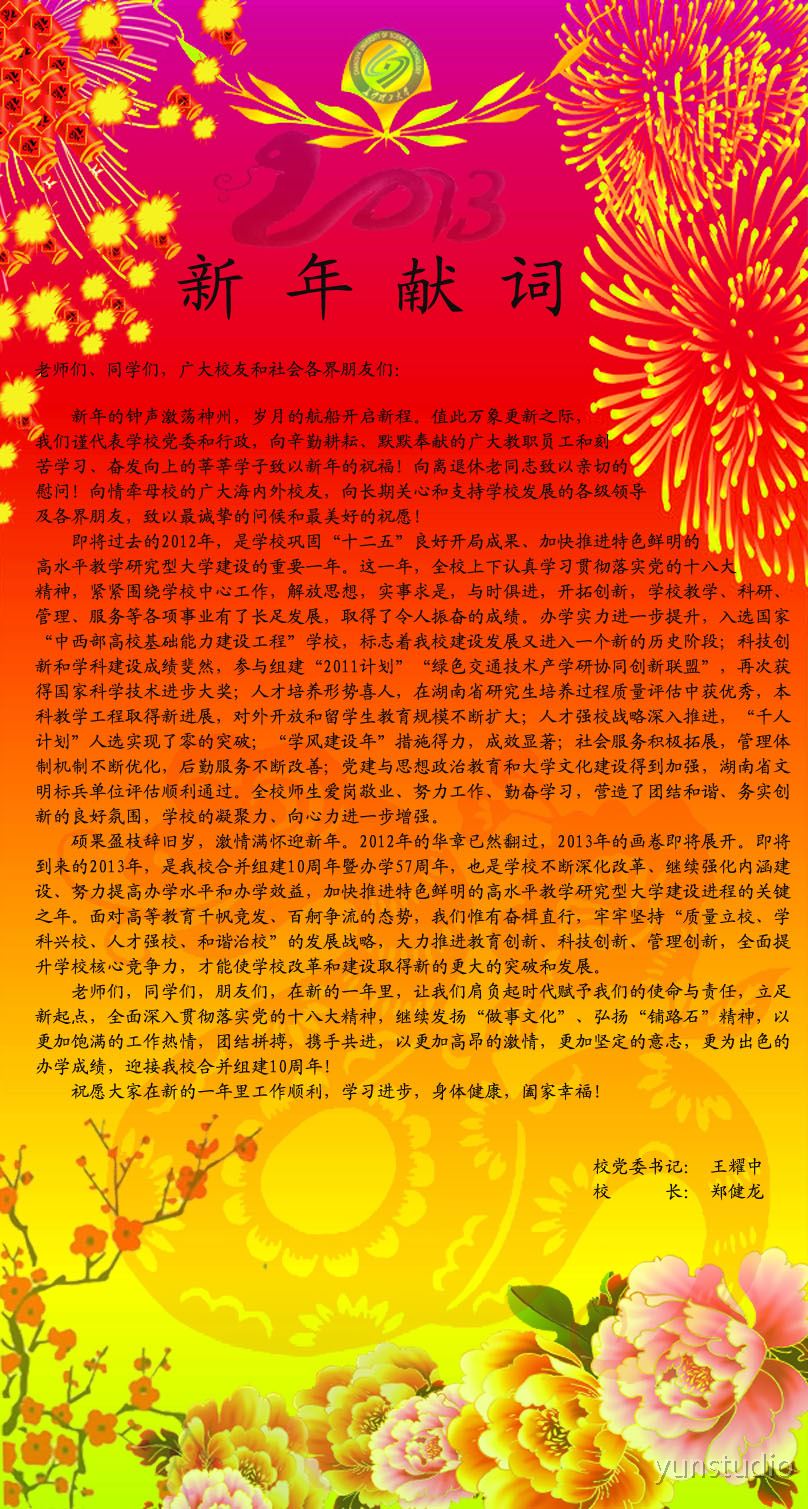 CHANGSHA UNIVERSITY OF SCIENCE & TECHNOLOGY
长沙理工大学
2013
新年献词
老师们、同学们，广大校友和社会各界朋友们：
新年的钟声激荡神州，岁月的航船开启新程。值此万象更新之际，
我们谨代表学校党委和行政，向辛勤耕耘、默默奉献的广大教职员工和刻
苦学习、奋发向上的莘莘学子致以新年的祝福！向离退休老同志致以亲切的
慰问！向情牵母校的广大海内外校友，向长期关心和支持学校发展的各级领导
及各界朋友，致以最诚挚的问候和最美好的祝愿！
即将过去的2012年，是学校巩固“十二五”良好开局成果、加快推进特色鲜明的
高水平教学研究型大学建设的重要一年。这一年，全校上下认真学习贯彻落实党的十八大
精神，紧紧围绕学校中心工作，解放思想，实事求是，与时俱进，开拓创新，学校教学、科研、
管理、服务等各项事业有了长足发展，取得了令人振奋的成绩。办学实力进一步提升，入选国家
“中西部高校基础能力建设工程”学校，标志着我校建设发展又进入一个新的历史阶段；科技创
新和学科建设成绩斐然，参与组建“2011计划”“绿色交通技术产学研协同创新联盟”，再次获
得国家科学技术进步大奖；人才培养形势喜人，在湖南省研究生培养过程质量评估中获优秀，本
科教学工程取得新进展，对外开放和留学生教育规模不断扩大；人才强校战略深入推进，“千人
计划”人选实现了零的突破；“学风建设年”措施得力，成效显著；社会服务积极拓展，管理体
制机制不断优化，后勤服务不断改善；党建与思想政治教育和大学文化建设得到加强，湖南省文
明标兵单位评估顺利通过。全校师生爱岗敬业、努力工作、勤奋学习，营造了团结和谐、务实创
新的良好氛围，学校的凝聚力、向心力进一步增强。
硕果盈枝辞旧岁，激情满怀迎新年。2012年的华章已然翻过，2013年的画卷即将展开。即将
到来的2013年，是我校合并组建10周年暨办学57周年，也是学校不断深化改革、继续强化内涵建
设、努力提高办学水平和办学效益，加快推进特色鲜明的高水平教学研究型大学建设进程的关键
之年。面对高等教育千帆竞发、百舸争流的态势，我们惟有奋楫直行，牢牢坚持“质量立校、学
科兴校、人才强校、和谐治校”的发展战略，大力推进教育创新、科技创新、管理创新，全面提
升学校核心竞争力，才能使学校改革和建设取得新的更大的突破和发展。
老师们，同学们，朋友们，在新的一年里，让我们肩负起时代赋予我们的使命与责任，立足
新起点，全面深入贯彻落实党的十八大精神，继续发扬“做事文化”、弘扬“铺路石”精神，以
更加饱满的工作热情，团结拼搏，携手共进，以更加高昂的激情，更加坚定的意志，更为出色的
办学成绩，迎接我校合并组建10周年！
祝愿大家在新的一年里工作顺利，学习进步，身体健康，阖家幸福！
校党委书记： 王耀中
校 长： 郑健龙
yunstudio